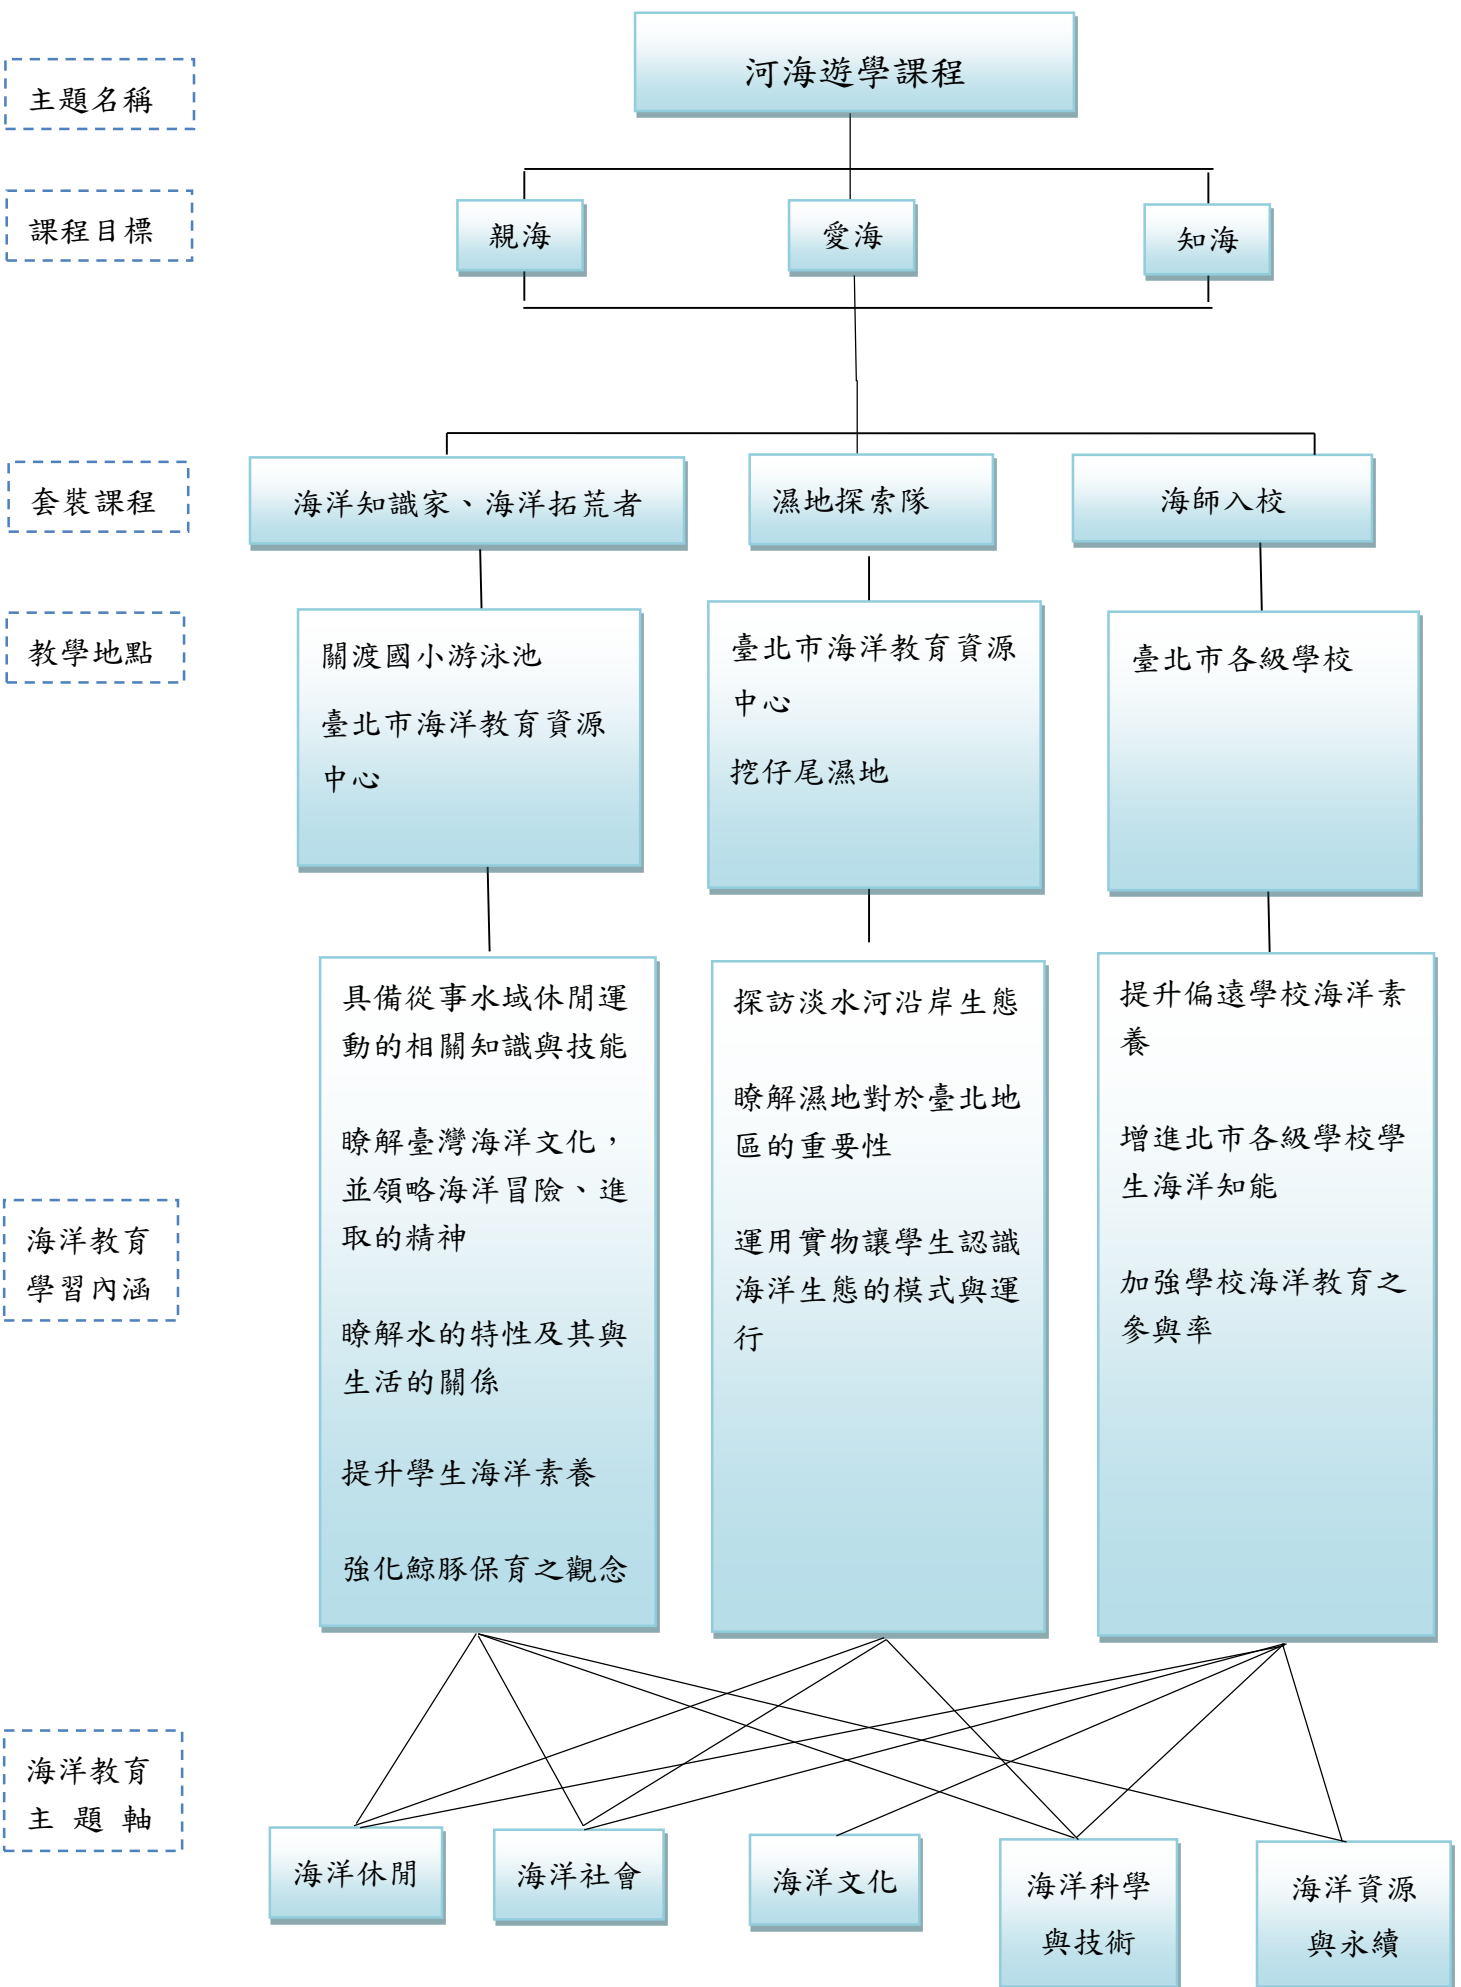 主題名稱
河海遊學課程
課程目標
親海
愛海
知海
套裝課程
海洋知識家、海洋拓荒者
濕地探索隊
海師入校
教學地點
關渡國小游泳池
臺北市海洋教育資源
中心
臺北市海洋教育資源
中心
挖仔尾濕地
臺北市各級學校
海洋教育
學習內涵
具備從事水域休閒運
動的相關知識與技能
瞭解臺灣海洋文化，
並領略海洋冒險、進
取的精神
瞭解水的特性及其與
生活的關係
提升學生海洋素養
強化鯨豚保育之觀念
探訪淡水河沿岸生態
瞭解濕地對於臺北地
區的重要性
運用實物讓學生認識
海洋生態的模式與運
行
提升偏遠學校海洋素
養
增進北市各級學校學
生海洋知能
加強學校海洋教育之
參與率
海洋教育
主 題 軸
海洋休閒
海洋社會
海洋文化
海洋科學
與技術
海洋資源
與永續